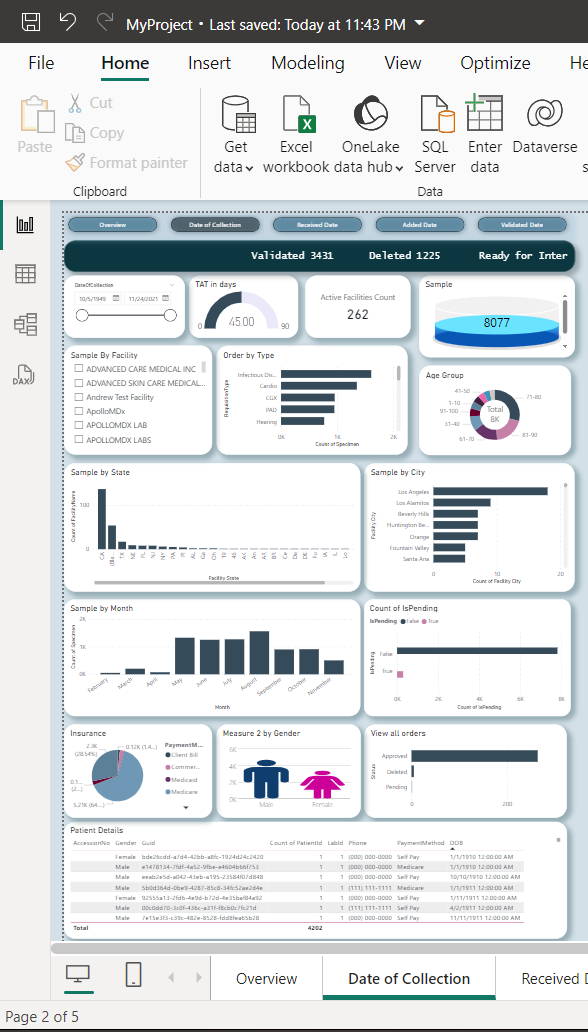 MyProject • Last saved: Today at 11:43 PM
File Home Insert Modeling View Optimize He
Paste
Cut
Copy
Format painter
Clipboard
Get data
Excel workbook
OneLake data hub
SQL Server
Enter data
Dataverse
Data
Overview Date of Collection Received Date Added Date Validated Date
Validated 3431 Deleted 1225 Ready for Inter
DateOfCollection
10/5/1949 11/24/2021
TAT in days
45.00
0 90
Active Facilities Count
262
Sample
8077
Sample By Facility
ADVANCED CARE MEDICAL INC
ADVANCED SKIN CARE MEDICAL...
Andrew Test Facility
ApolloMDx
APOLLOMDX LAB
APOLLOMDX LABS
Order by Type
RequisitionType
Infectious Dis...
Cardio
CGX
PAD
Hearing
0K 1K 2K
Count of Specimen
Age Group
41-50
1-10
91-100
31-40
61-70
71-80
81-90
Total
8K
Sample by State
Count of FacilityName
100
0
CA (Bla... TX
Facility State
Sample by City
Facility City
Los Angeles
Los Alamitos
Beverly Hills
Huntington Be...
Orange
Fountain Valley
Santa Ana
0 10 20
Count of Facility City
Sample by Month
Count of Specimen
2K
1K
0K
February March April May June July August September October November
Month
Count of IsPending
IsPending False True
IsPending
False
True
0K 2K 4K 6K 8K
Count of IsPending
Insurance
2.3K
(28.54%)
0.12K (1.4...)
0.1...
(2...)
5.21K (64....)
PaymentM...
Client Bill
Commer...
Medicaid
Medicare
Measure 2 by Gender
6K
4K
2K
0K
Male Female
View all orders
Status
Approved
Deleted
Pending
0 200
Patient Details
AccessionNo Gender Guid Count of PatientId LabId Phone PaymentMethod DOB
Female bde26cdd-a7d4-42bb-a8fc-1924d24c2420 1 1 (000) 000-0000 Self Pay 1/1/1910 12:00:00 AM
Male e1478134-7fdf-4a52-9fbe-e4604b66f753 1 1 (000) 000-0000 Medicare 1/1/1910 12:00:00 AM
Male eeab2e5d-a042-43eb-a195-23584f07d848 1 1 (000) 000-0000 Self Pay 10/10/1910 12:00:00 AM
Male 5b0d364d-0be9-4287-85c8-34fc52ae2d4e 1 1 (111) 111-1111 Medicare 1/1/1911 12:00:00 AM
Female 92555a13-2fd6-4e9d-b72d-4e35baf84a92 1 1 (000) 000-0000 Self Pay 1/11/1911 12:00:00 AM
Male 1 1 (111) 111-1111 Self Pay 4/2/1911 12:00:00 AM
Male 7e15e3f3-c39c-482e-8528-fdd8fea65b28 1 1 (000) 000-0000 Self Pay 11/11/1911 12:00:00 AM
Total 4202
Overview Date of Collection Received D
Page 2 of 5